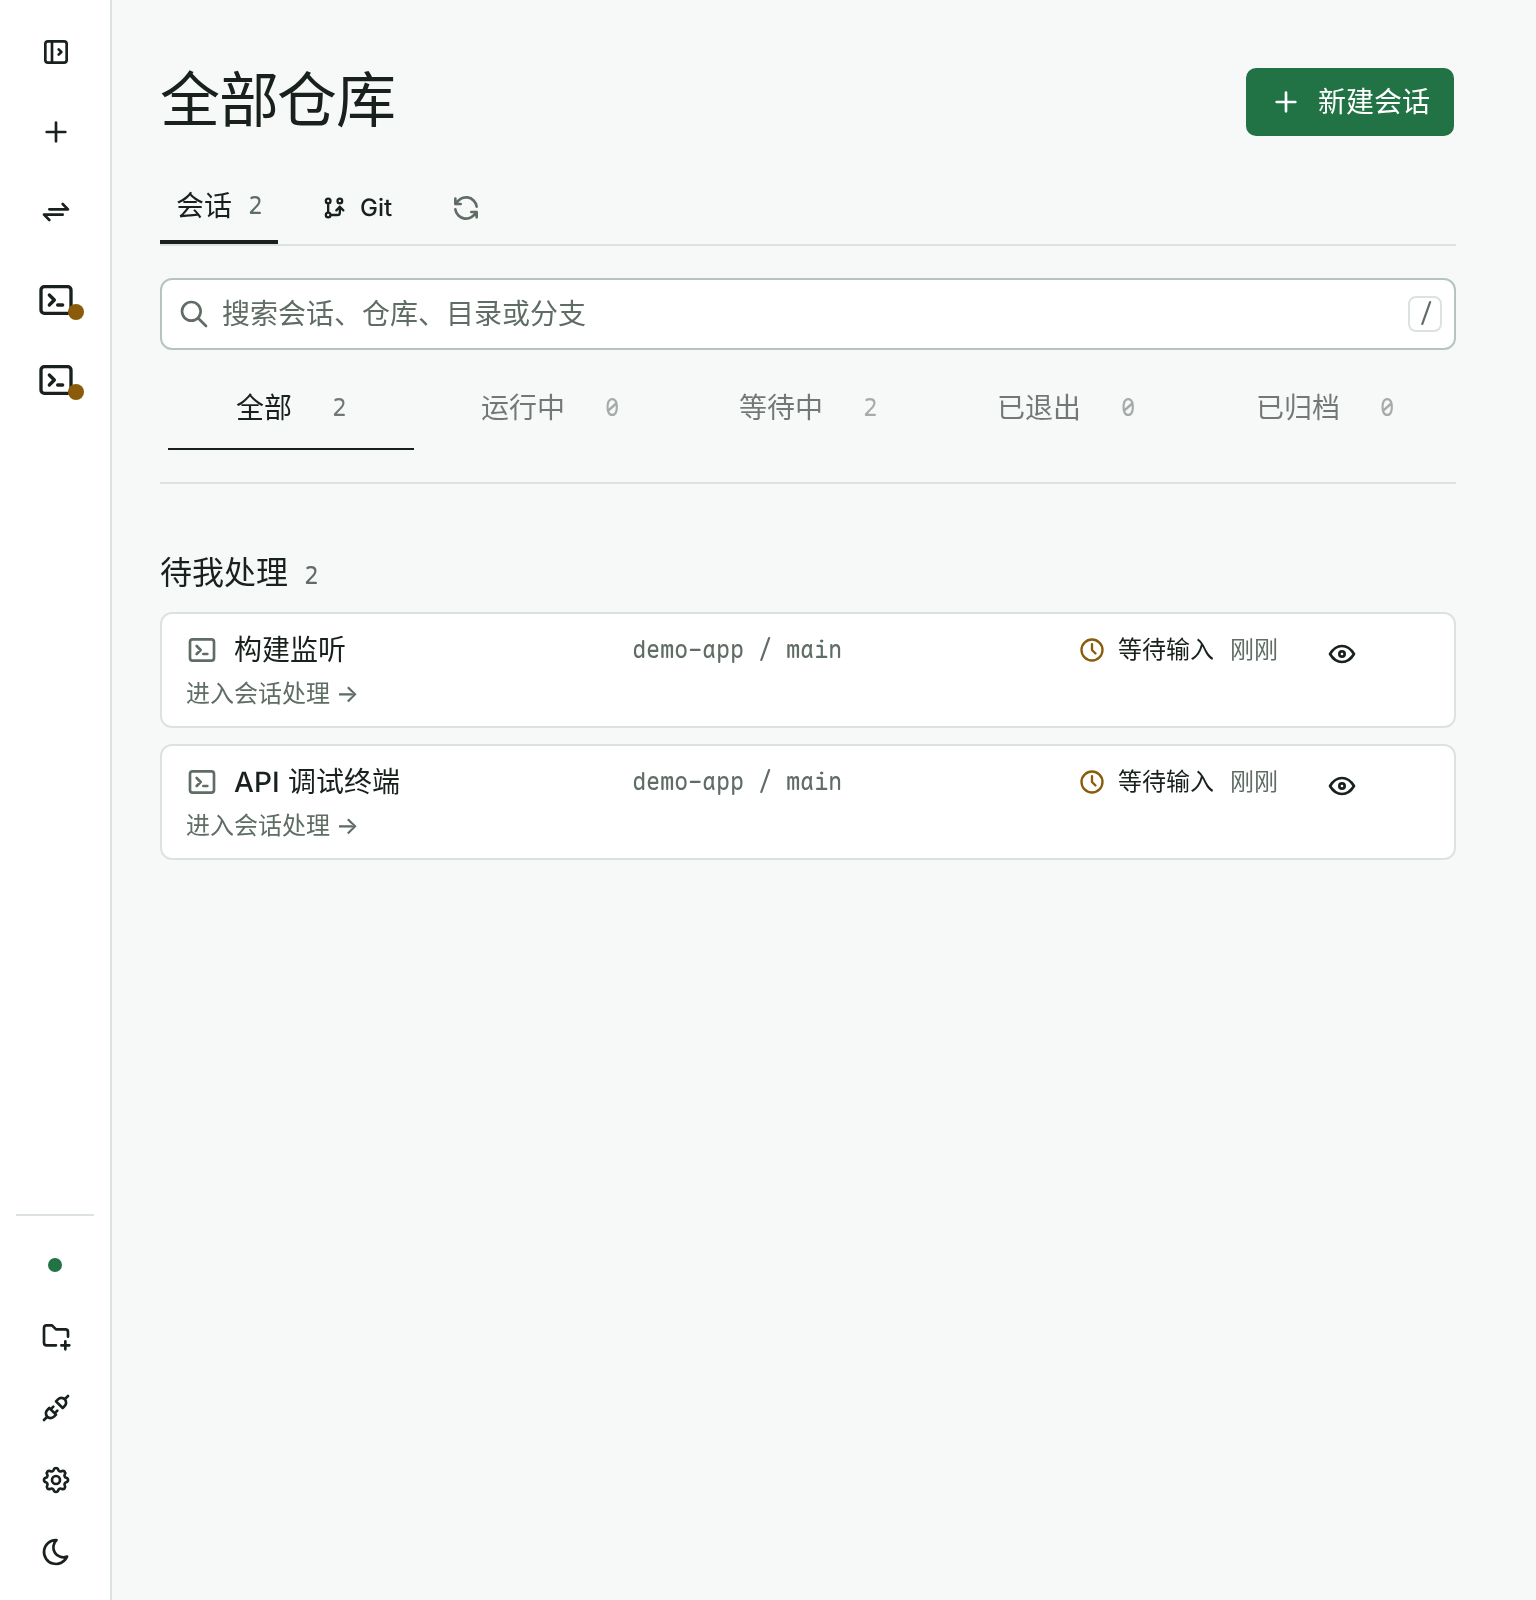 全部仓库
新建会话
会话 2
Git
搜索会话、仓库、目录或分支
/
全部 2
运行中 0
等待中 2
已退出 0
已归档 0
待我处理 2
构建监听
demo-app / main
等待输入 刚刚
进入会话处理 →
API 调试终端
demo-app / main
等待输入 刚刚
进入会话处理 →